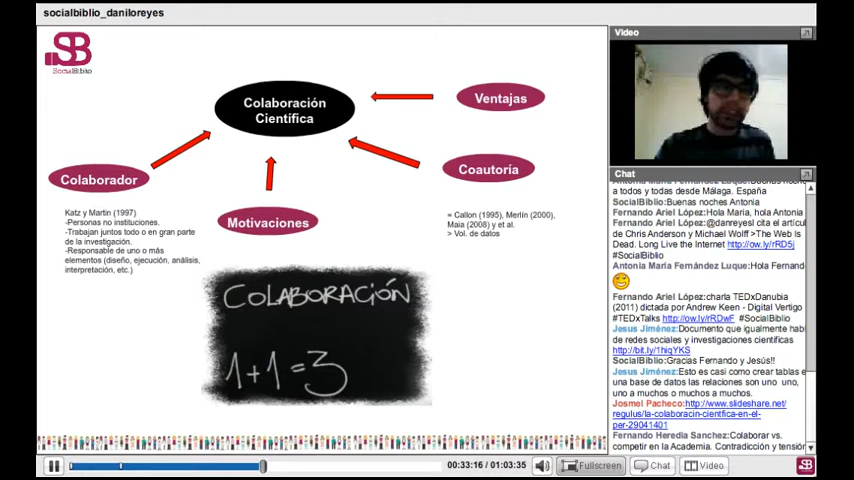 socialbiblio_daniloreyes
SB
SocialBiblio
Colaboración
Científica
Ventajas
Colaborador
Coautoría
Motivaciones
Katz y Martin (1997)
-Personas no instituciones.
-Trabajan juntos todo o en gran parte
de la investigación.
-Responsable de uno o más
elementos (diseño, ejecución, análisis,
interpretación, etc.)
= Callon (1995), Merlín (2000),
Maia (2008) y et al.
> Vol. de datos
COLABORACIÓN
1+1=3
Video
Chat
a todos y todas desde Málaga. España
SocialBiblio:Buenas noches Antonia
Fernando Ariel López:Hola Maria, hola Antonia
Fernando Ariel López:@danreyesl cita el artícul
de Chris Anderson y Michael Wolff >The Web Is
Dead. Long Live the Internet http://ow.ly/rRD5j
#SocialBiblio
Antonia María Fernández Luque:Hola Fernand
Fernando Ariel López:charla TEDxDanubia
(2011) dictada por Andrew Keen - Digital Vertigo
#TEDxTalks http://ow.ly/rRDwF #SocialBiblio
Jesus Jiménez:Documento que igualmente habl
de redes sociales y investigaciones cientificas
http://bit.ly/1hiqYKS
SocialBiblio:Gracias Fernando y Jesús!!
Jesus Jiménez:Esto es casi como crear tablas e
una base de datos las relaciones son uno uno,
uno a muchos o muchos a muchos.
Josmel Pacheco:http://www.slideshare.net/
regulus/la-colaboracin-cientfica-en-el-
per-29041401
Fernando Heredia Sanchez:Colaborar vs.
competir en la Academia. Contradicción y tensión
00:33:16 / 01:03:35
Fullscreen
Chat
Video